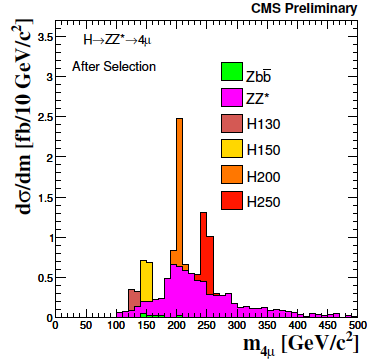 CMS Preliminary
H→ZZ*→4μ
After Selection
Zbb̅
ZZ*
H130
H150
H200
H250
dσ/dm [fb/10 GeV/c²]
3.5
3
2.5
2
1.5
1
0.5
0
0 50 100 150 200 250 300 350 400 450 500
m₄μ [GeV/c²]